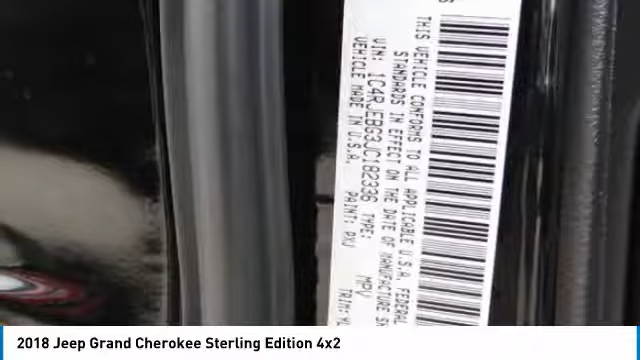 THIS VEHICLE CONFORMS TO ALL APPLICABLE U.S.A. FEDERAL
STANDARDS IN EFFECT ON THE DATE OF MANUFACTURE
VIN: 1C4RJEBG3JC182336 TYPE: MPV
VEHICLE MADE IN U.S.A. PAINT: PXJ TRIM:
2018 Jeep Grand Cherokee Sterling Edition 4x2